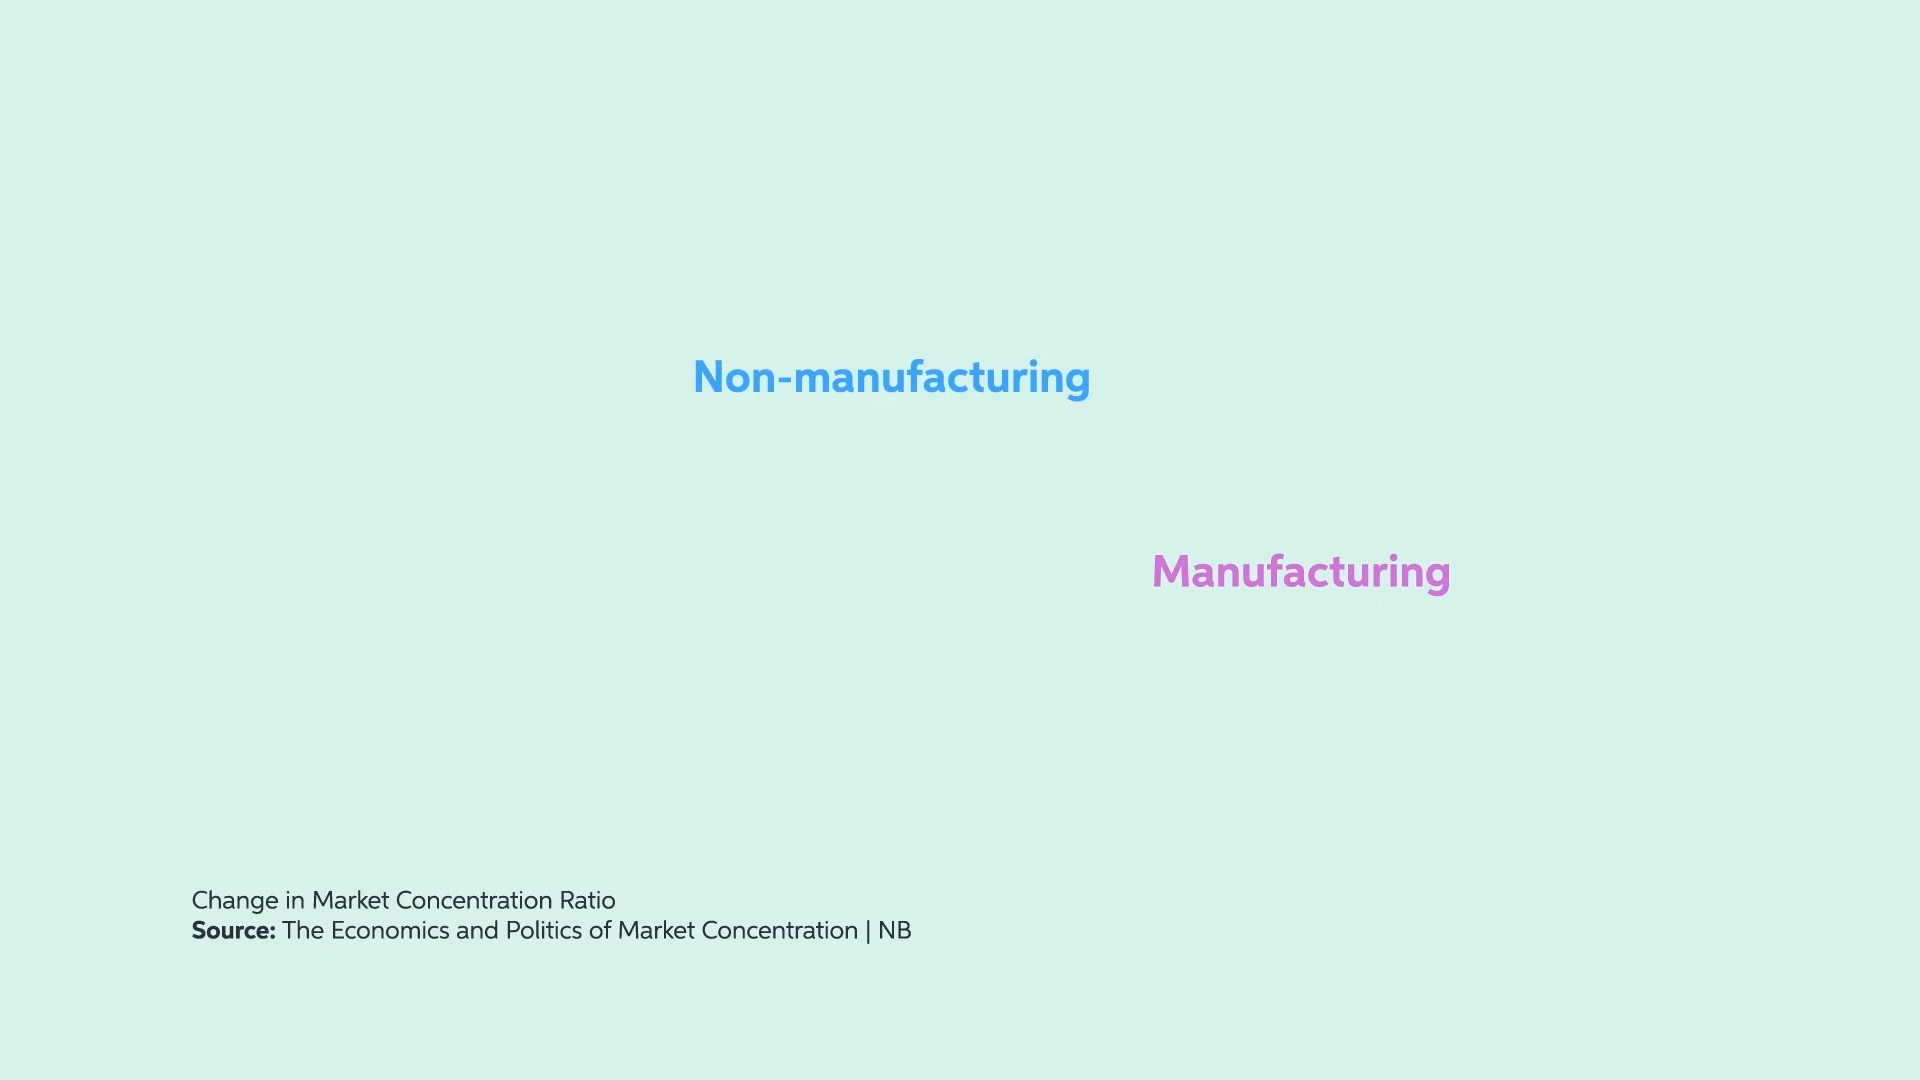 Non-manufacturing
Manufacturing
Change in Market Concentration Ratio
Source: The Economics and Politics of Market Concentration | NB